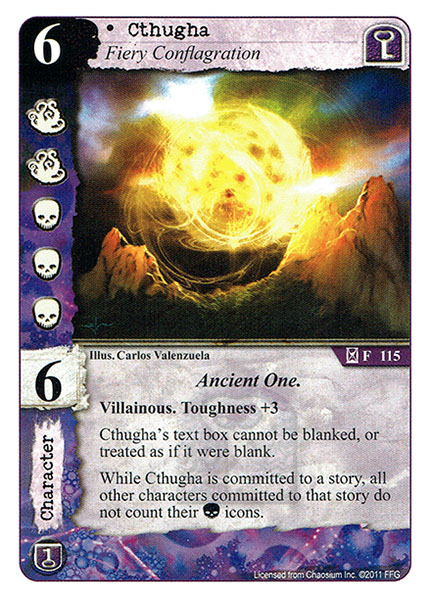 6
• Cthugha
Fiery Conflagration
Illus. Carlos Valenzuela
F 115
6
Character
Ancient One.
Villainous. Toughness +3
Cthugha's text box cannot be blanked, or
treated as if it were blank.
While Cthugha is committed to a story, all
other characters committed to that story do
not count their icons.
Licensed from Chaosium Inc. ©2011 FFG